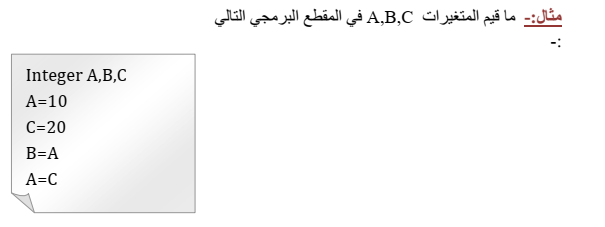 مثال:- ما قيم المتغيرات A,B,C في المقطع البرمجي التالي
:-
Integer A,B,C
A=10
C=20
B=A
A=C